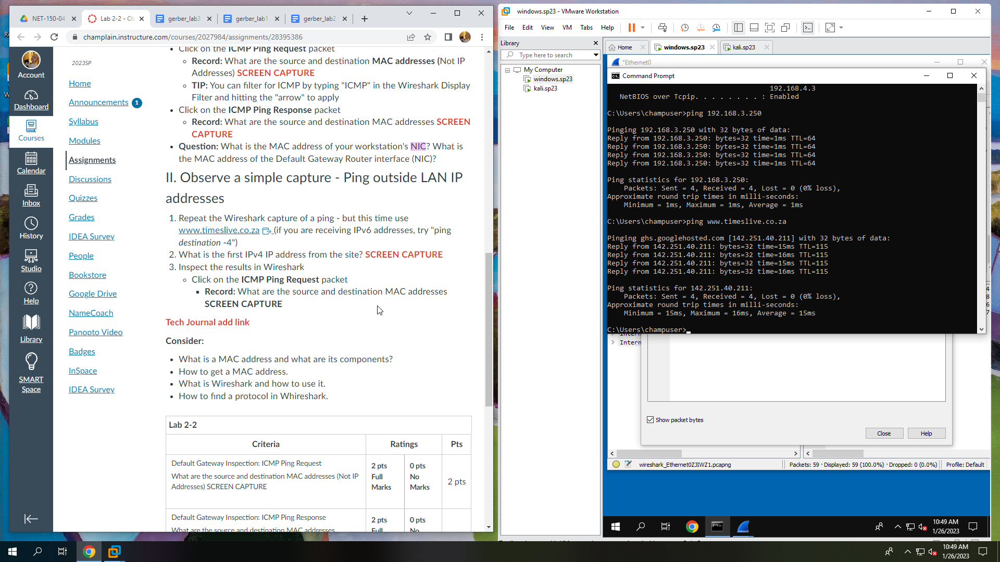 NET-150-04
Lab 2-2 - Ob
gerber_lab3
gerber_lab1
gerber_lab2
champlain.instructure.com/courses/2027984/assignments/28395386
Account
Dashboard
Courses
Calendar
Inbox
History
Studio
Help
Library
SMART
Space
2023SP
Home
Announcements 1
Syllabus
Modules
Assignments
Discussions
Quizzes
Grades
IDEA Survey
People
Bookstore
Google Drive
NameCoach
Panopto Video
Badges
InSpace
IDEA Survey
Click on the ICMP Ping Request packet
Record: What are the source and destination MAC addresses (Not IP
Addresses) SCREEN CAPTURE
TIP: You can filter for ICMP by typing "ICMP" in the Wireshark Display
Filter and hitting the "arrow" to apply
Click on the ICMP Ping Response packet
Record: What are the source and destination MAC addresses SCREEN
CAPTURE
Question: What is the MAC address of your workstation's NIC? What is
the MAC address of the Default Gateway Router interface (NIC)?
II. Observe a simple capture - Ping outside LAN IP
addresses
1. Repeat the Wireshark capture of a ping - but this time use
www.timeslive.co.za (if you are receiving IPv6 addresses, try "ping
destination -4")
2. What is the first IPv4 IP address from the site? SCREEN CAPTURE
3. Inspect the results in Wireshark
Click on the ICMP Ping Request packet
Record: What are the source and destination MAC addresses
SCREEN CAPTURE
Tech Journal add link
Consider:
What is a MAC address and what are its components?
How to get a MAC address.
What is Wireshark and how to use it.
How to find a protocol in Whireshark.
Lab 2-2
Criteria Ratings Pts
Default Gateway Inspection: ICMP Ping Request
What are the source and destination MAC addresses (Not IP
Addresses) SCREEN CAPTURE
2 pts
Full
Marks
0 pts
No
Marks
2 pts
Default Gateway Inspection: ICMP Ping Response
What are the source and destination MAC addresses
2 pts
Full
0 pts
No
windows.sp23 - VMware Workstation
File Edit View VM Tabs Help
Library
Type here to search
My Computer
windows.sp23
kali.sp23
Home
windows.sp23
kali.sp23
*Ethernet0
Command Prompt
192.168.4.3
NetBIOS over Tcpip. . . . . . . . : Enabled
C:\Users\champuser>ping 192.168.3.250
Pinging 192.168.3.250 with 32 bytes of data:
Reply from 192.168.3.250: bytes=32 time=1ms TTL=64
Reply from 192.168.3.250: bytes=32 time=1ms TTL=64
Reply from 192.168.3.250: bytes=32 time=1ms TTL=64
Reply from 192.168.3.250: bytes=32 time=1ms TTL=64
Ping statistics for 192.168.3.250:
Packets: Sent = 4, Received = 4, Lost = 0 (0% loss),
Approximate round trip times in milli-seconds:
Minimum = 1ms, Maximum = 1ms, Average = 1ms
C:\Users\champuser>ping www.timeslive.co.za
Pinging ghs.googlehosted.com [142.251.40.211] with 32 bytes of data:
Reply from 142.251.40.211: bytes=32 time=15ms TTL=115
Reply from 142.251.40.211: bytes=32 time=16ms TTL=115
Reply from 142.251.40.211: bytes=32 time=15ms TTL=115
Reply from 142.251.40.211: bytes=32 time=16ms TTL=115
Ping statistics for 142.251.40.211:
Packets: Sent = 4, Received = 4, Lost = 0 (0% loss),
Approximate round trip times in milli-seconds:
Minimum = 15ms, Maximum = 16ms, Average = 15ms
C:\Users\champuser>
Intern
Show packet bytes
Close
Help
wireshark_Ethernet0ZJIWZ1.pcapng
Packets: 59 · Displayed: 59 (100.0%) · Dropped: 0 (0.0%)
Profile: Default
10:49 AM
1/26/2023
10:49 AM
1/26/2023